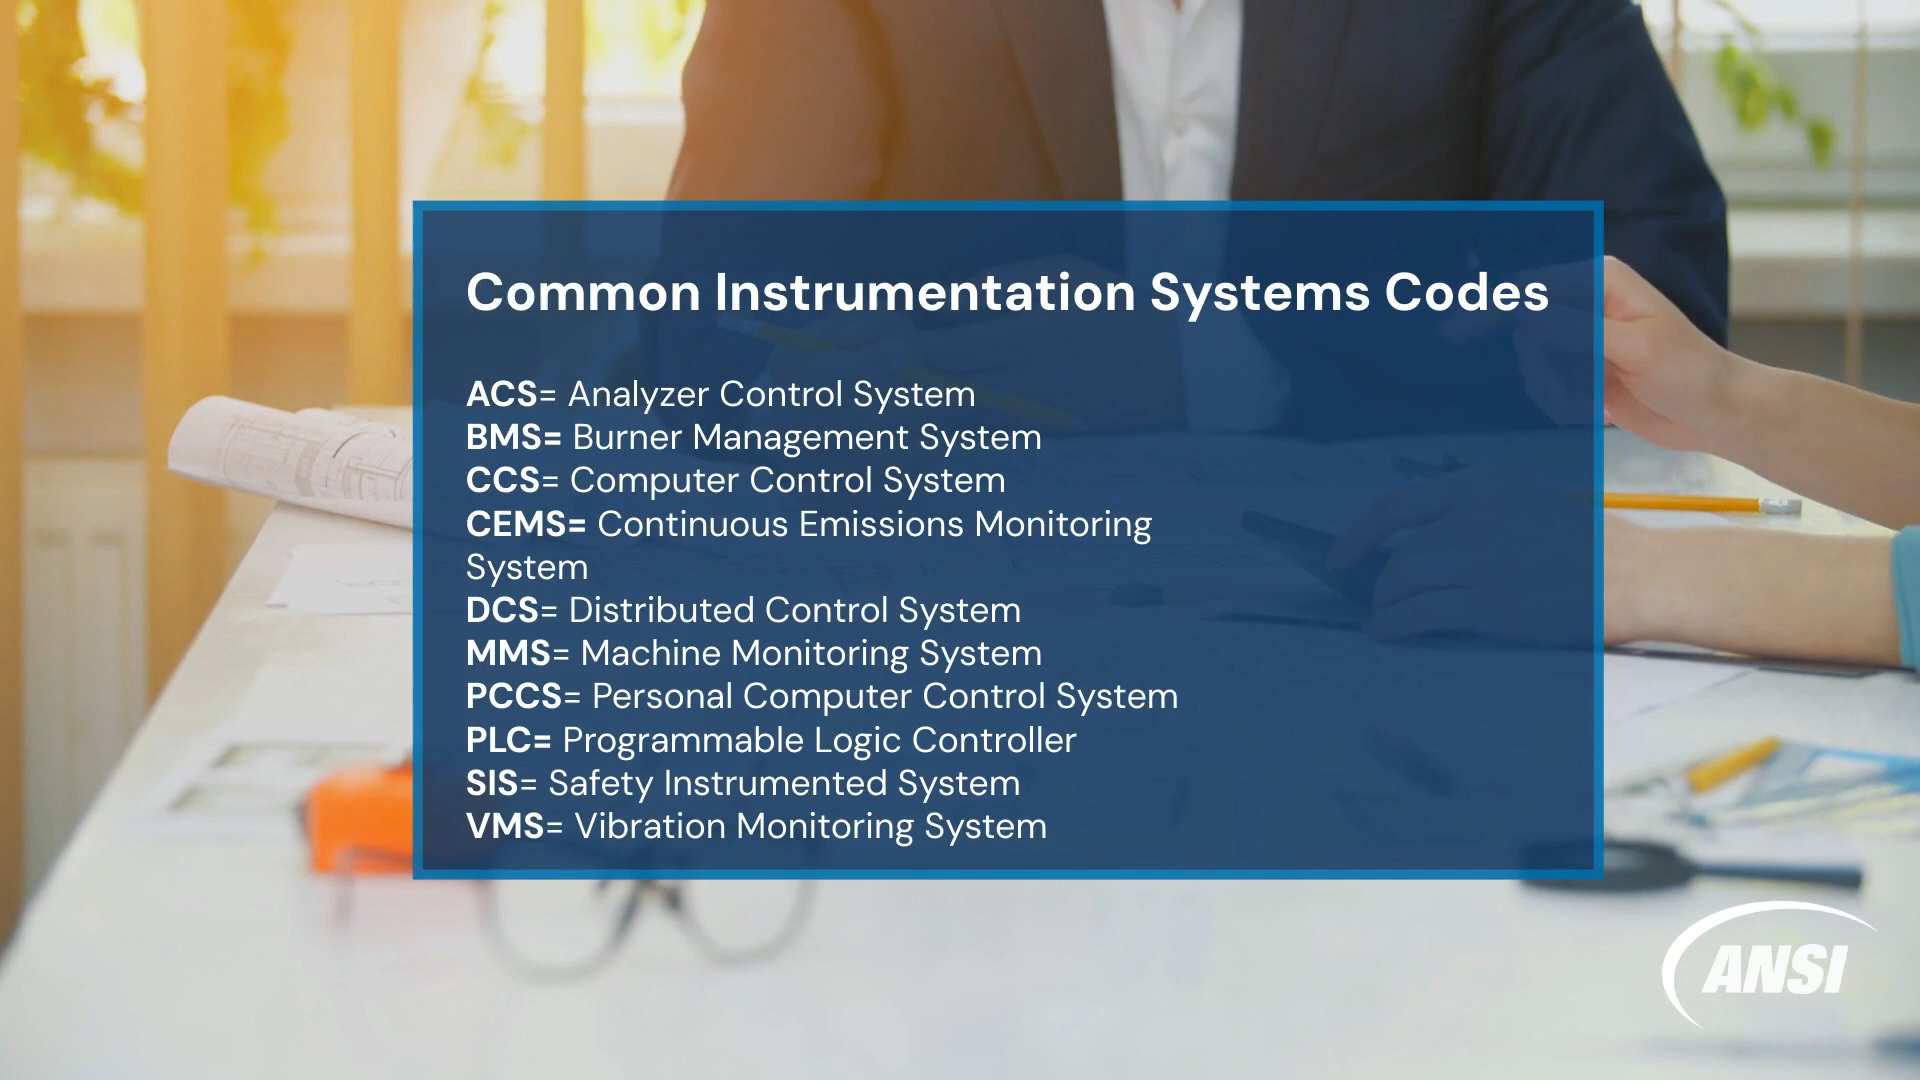 Common Instrumentation Systems Codes
ACS= Analyzer Control System
BMS= Burner Management System
CCS= Computer Control System
CEMS= Continuous Emissions Monitoring
System
DCS= Distributed Control System
MMS= Machine Monitoring System
PCCS= Personal Computer Control System
PLC= Programmable Logic Controller
SIS= Safety Instrumented System
VMS= Vibration Monitoring System
ANSI